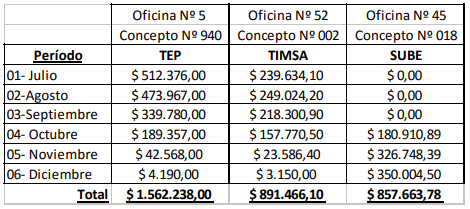 Oficina Nº 5 Oficina Nº 52 Oficina Nº 45
Concepto Nº 940 Concepto Nº 002 Concepto Nº 018
Período TEP TIMSA SUBE
01- Julio $ 512.376,00 $ 239.634,10 $ 0,00
02-Agosto $ 473.967,00 $ 249.024,20 $ 0,00
03-Septiembre $ 339.780,00 $ 218.300,90 $ 0,00
04- Octubre $ 189.357,00 $ 157.770,50 $ 180.910,89
05- Noviembre $ 42.568,00 $ 23.586,40 $ 326.748,39
06- Diciembre $ 4.190,00 $ 3.150,00 $ 350.004,50
Total $ 1.562.238,00 $ 891.466,10 $ 857.663,78